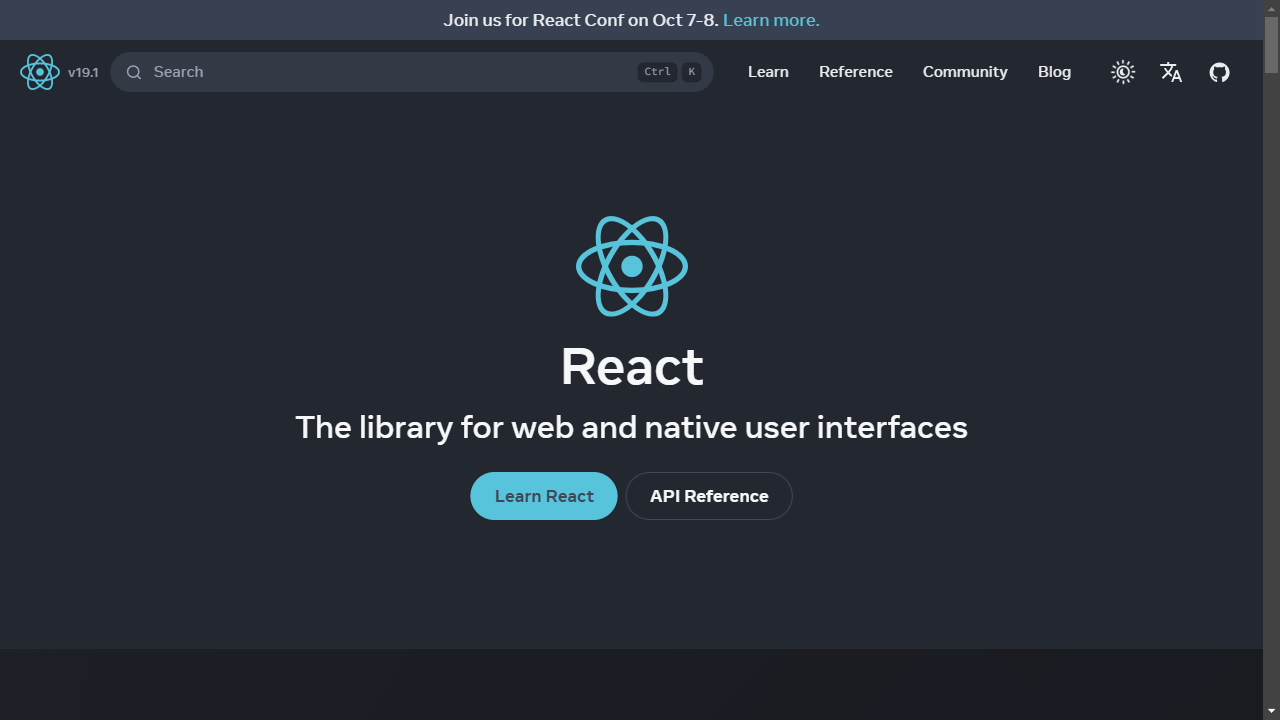 Join us for React Conf on Oct 7-8. Learn more.
v19.1 Search Ctrl K Learn Reference Community Blog
React
The library for web and native user interfaces
Learn React API Reference